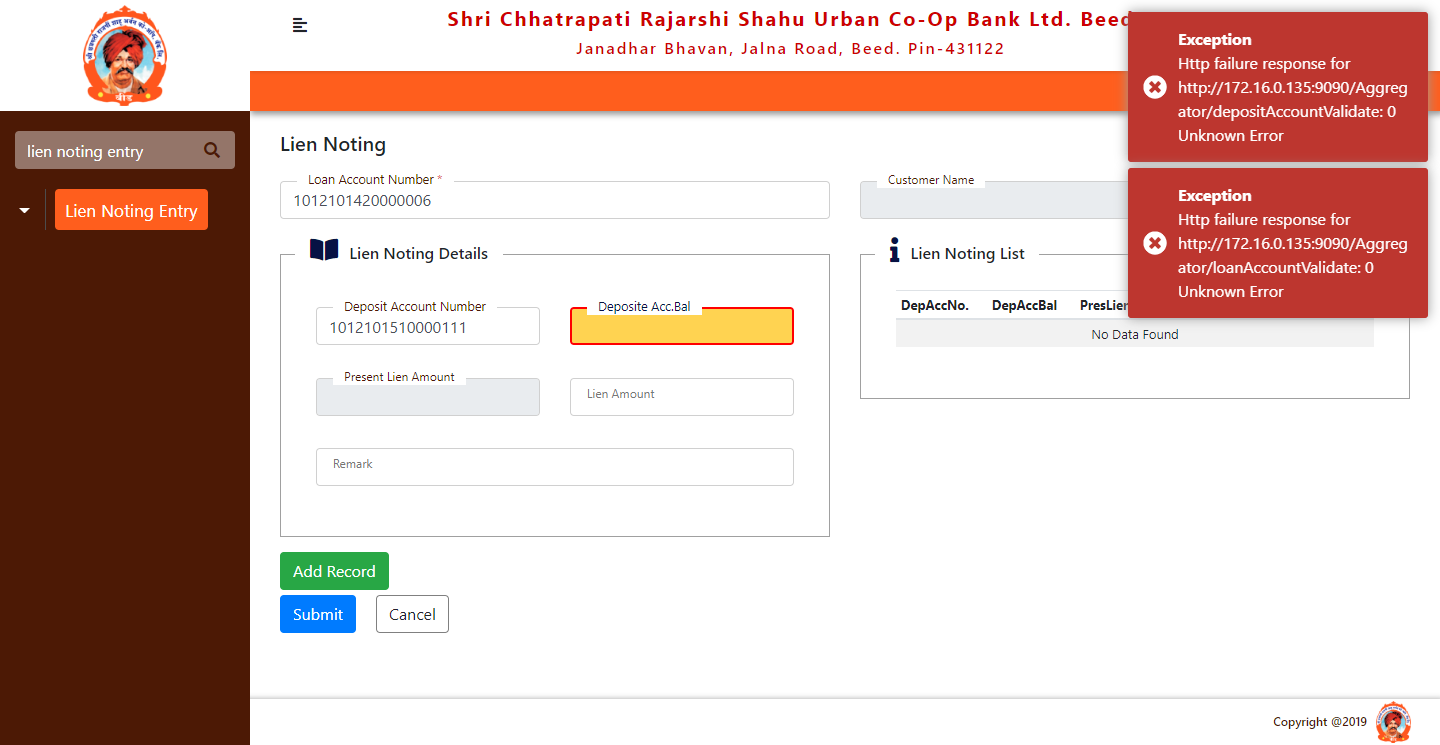 Shri Chhatrapati Rajarshi Shahu Urban Co-Op Bank Ltd. Beed
Janadhar Bhavan, Jalna Road, Beed. Pin-431122
Exception
Http failure response for
http://172.16.0.135:9090/Aggreg
ator/depositAccountValidate: 0
Unknown Error
Exception
Http failure response for
http://172.16.0.135:9090/Aggreg
ator/loanAccountValidate: 0
Unknown Error
बीड
lien noting entry
Lien Noting Entry
Lien Noting
Loan Account Number *
1012101420000006
Customer Name
Lien Noting Details
Deposit Account Number
1012101510000111
Deposite Acc.Bal
Present Lien Amount
Lien Amount
Remark
Lien Noting List
DepAccNo. DepAccBal PresLien
No Data Found
Add Record
Submit
Cancel
Copyright @2019